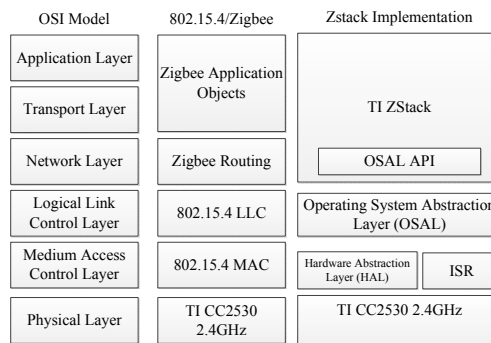 OSI Model
802.15.4/Zigbee
Zstack Implementation
Application Layer
Transport Layer
Network Layer
Logical Link
Control Layer
Medium Access
Control Layer
Physical Layer
Zigbee Application
Objects
Zigbee Routing
802.15.4 LLC
802.15.4 MAC
TI CC2530
2.4GHz
TI ZStack
OSAL API
Operating System Abstraction
Layer (OSAL)
Hardware Abstraction
Layer (HAL)
ISR
TI CC2530 2.4GHz